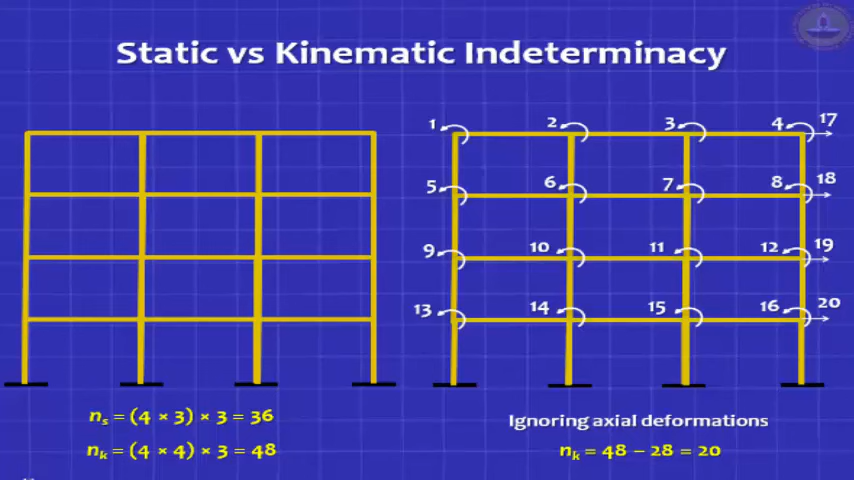 Static vs Kinematic Indeterminacy
1 2 3 4 17
5 6 7 8 18
9 10 11 12 19
13 14 15 16 20
nₛ = (4 × 3) × 3 = 36
nₖ = (4 × 4) × 3 = 48
Ignoring axial deformations
nₖ = 48 – 28 = 20